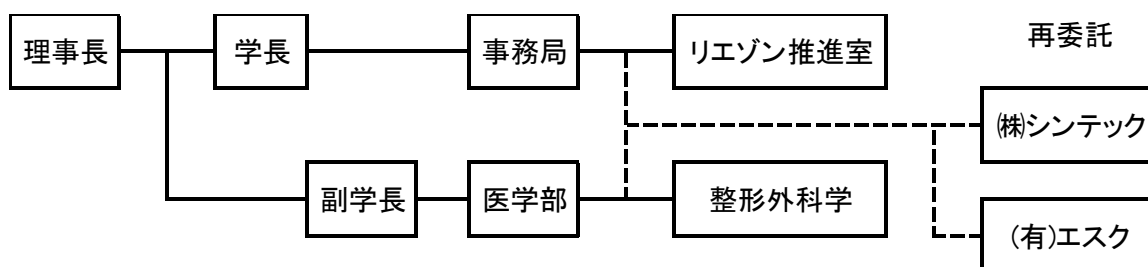 理事長
学長
事務局
リエゾン推進室
再委託
㈱シンテック
副学長
医学部
整形外科学
(有)エスク